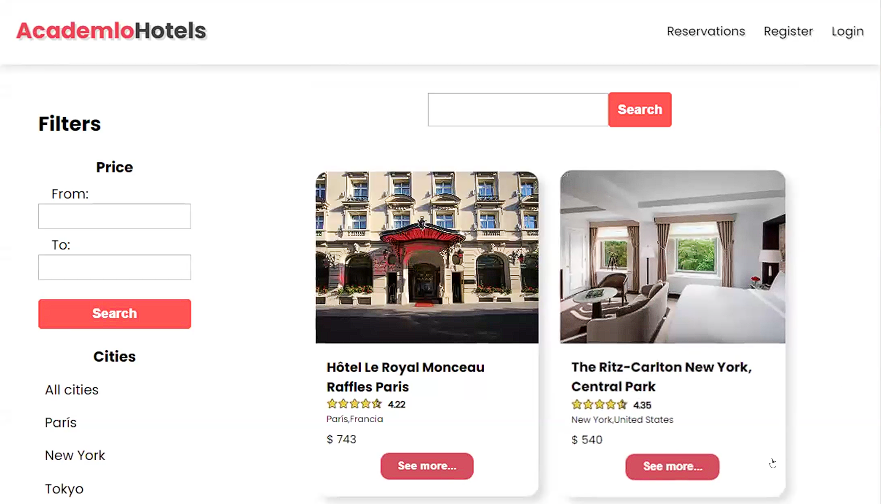 AcademloHotels
Reservations Register Login
Search
Filters
Price
From:
To:
Search
Cities
All cities
París
New York
Tokyo
Hôtel Le Royal Monceau
Raffles Paris
4.22
París,Francia
$ 743
See more...
The Ritz-Carlton New York,
Central Park
4.35
New York,United States
$ 540
See more...